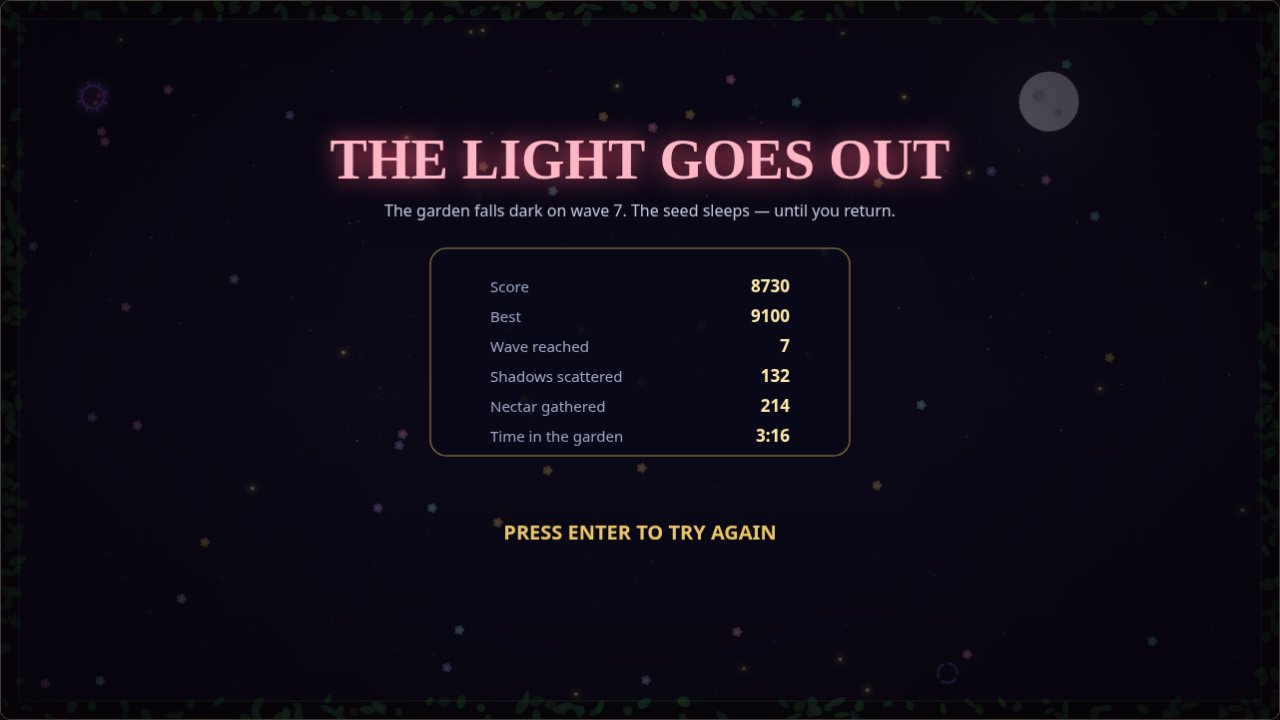 THE LIGHT GOES OUT
The garden falls dark on wave 7. The seed sleeps — until you return.
Score 8730
Best 9100
Wave reached 7
Shadows scattered 132
Nectar gathered 214
Time in the garden 3:16
PRESS ENTER TO TRY AGAIN